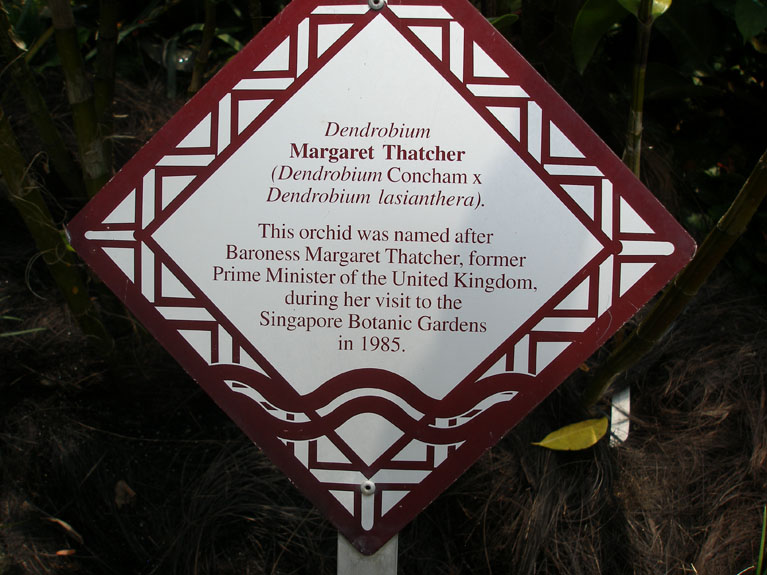 Dendrobium
Margaret Thatcher
(Dendrobium Concham x
Dendrobium lasianthera).
This orchid was named after
Baroness Margaret Thatcher, former
Prime Minister of the United Kingdom,
during her visit to the
Singapore Botanic Gardens
in 1985.